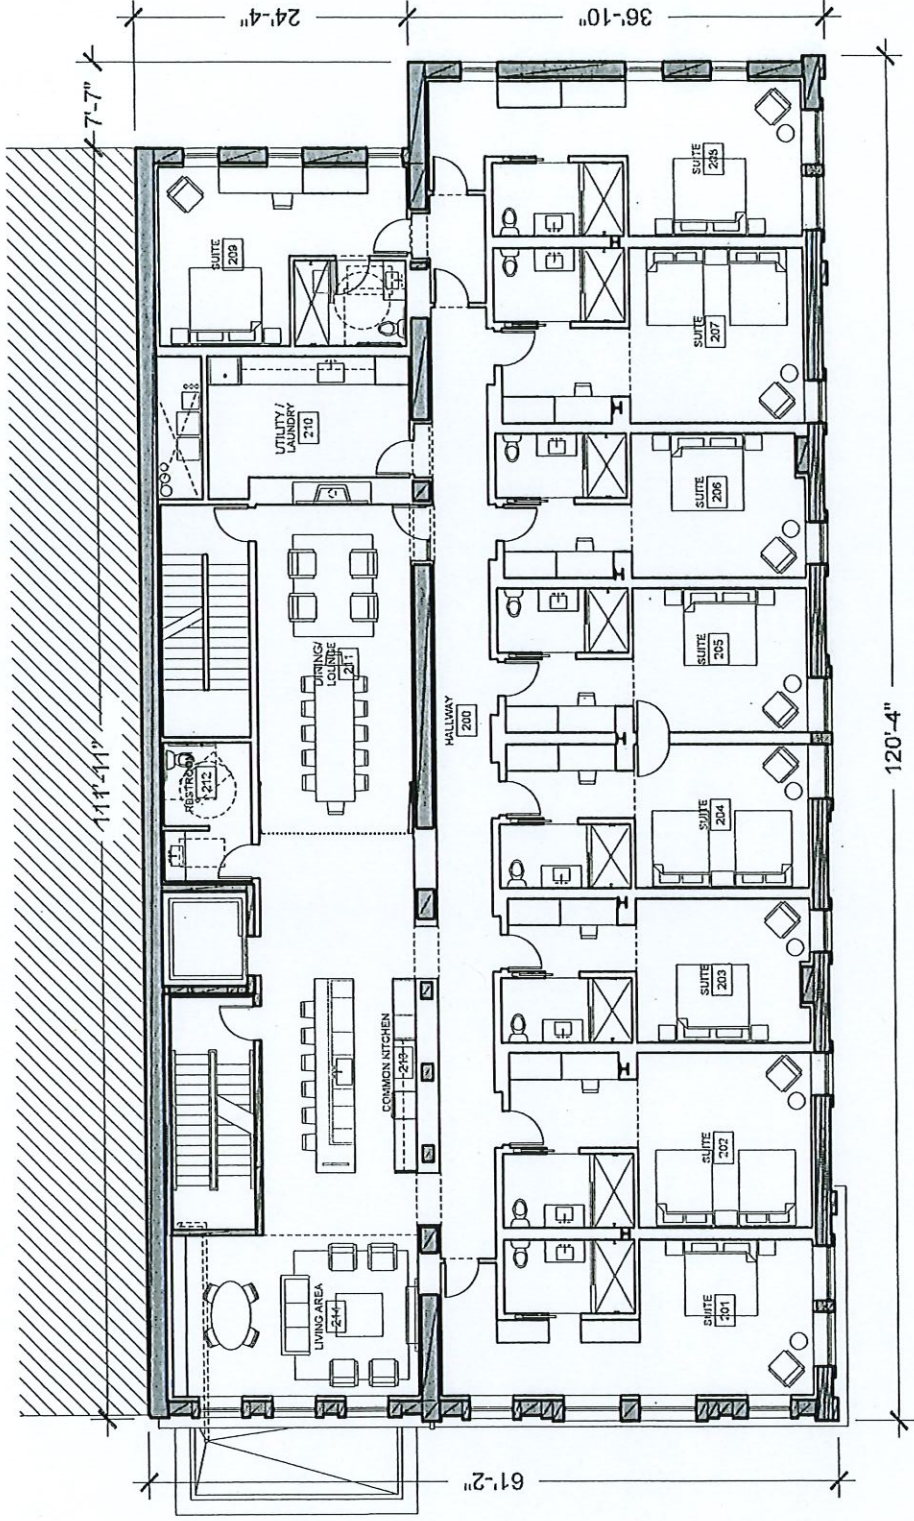 24'-4"
36'-10"
7'-7"
111'-11"
120'-4"
61'-2"
SUITE
209
SUITE
UTILITY /
LAUNDRY
210
SUITE
207
SUITE
206
DINING/
LOUNGE
211
SUITE
205
HALLWAY
200
RESTROOM
212
SUITE
204
SUITE
203
COMMON KITCHEN
213
SUITE
202
LIVING AREA
214
SUITE
201